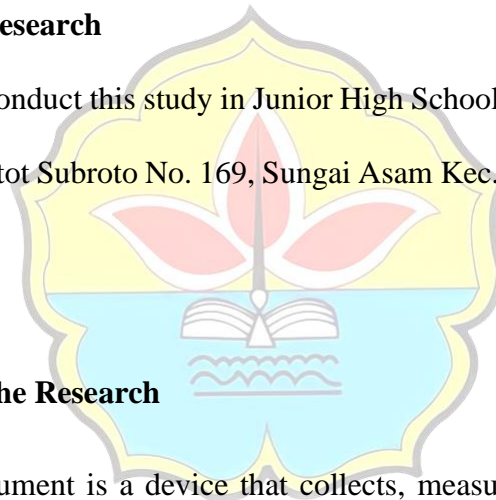 esearch
onduct this study in Junior High School
tot Subroto No. 169, Sungai Asam Kec.
he Research
ument is a device that collects, measu